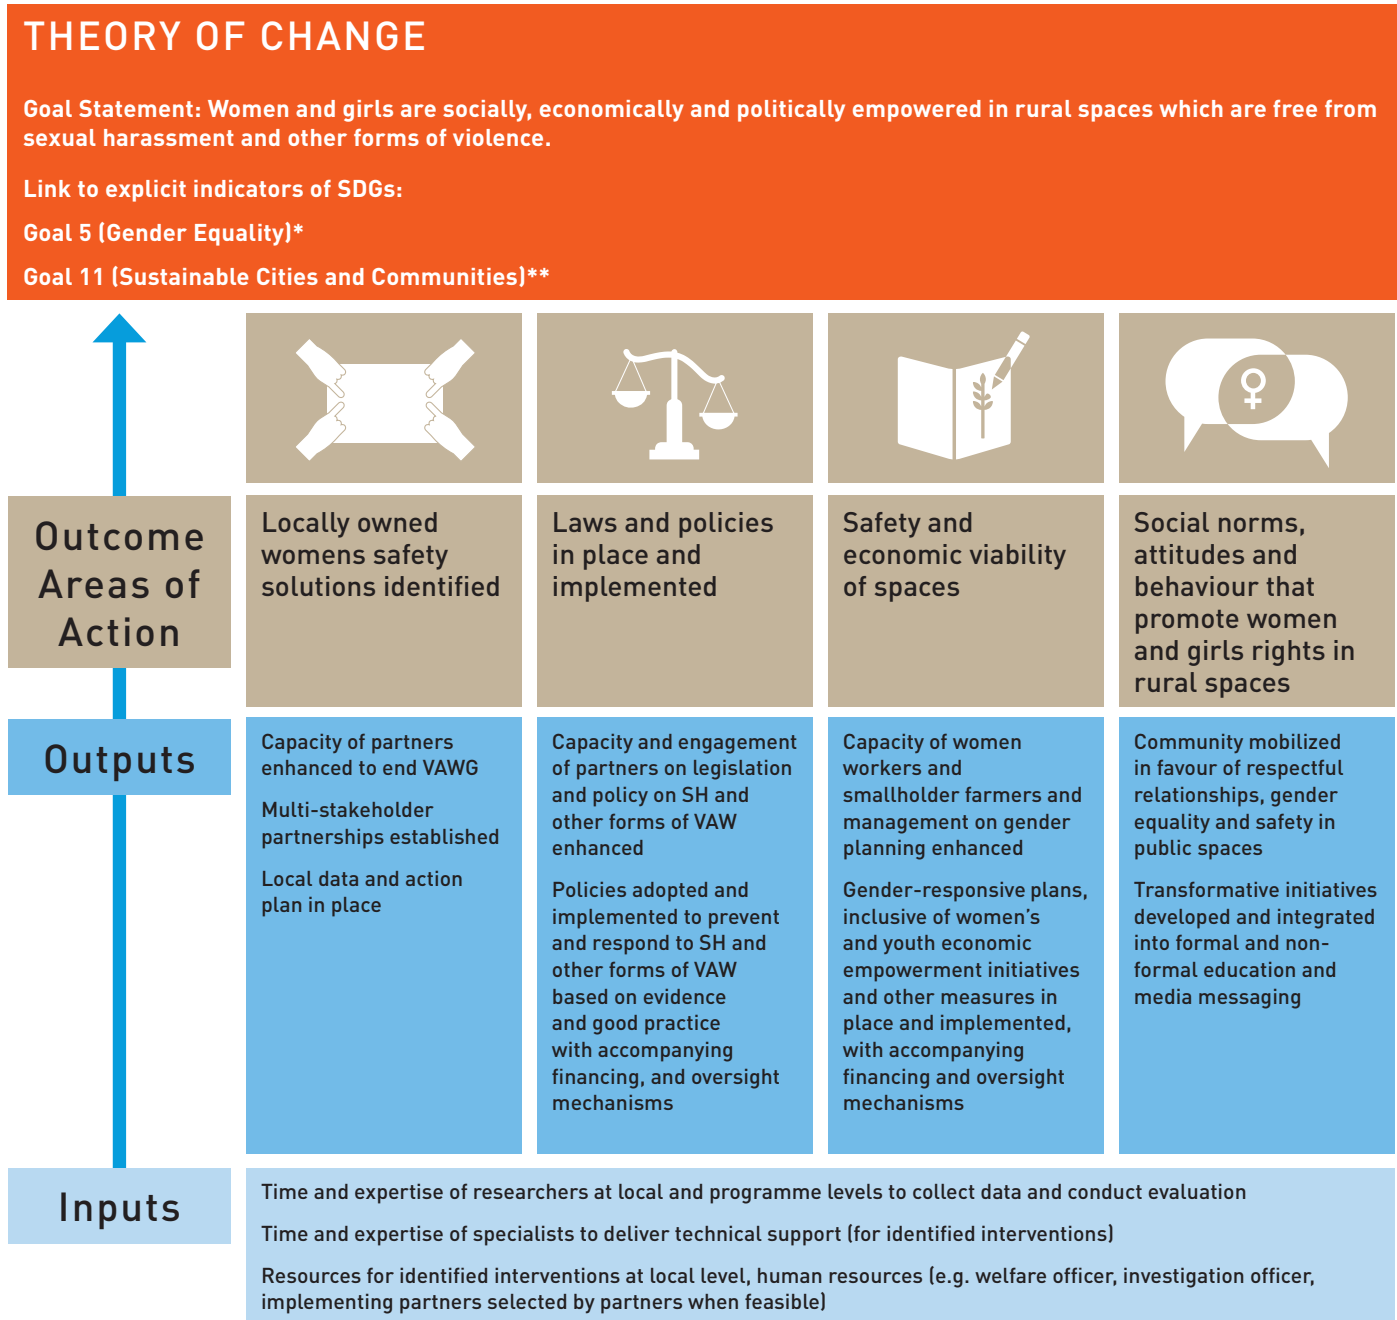 THEORY OF CHANGE
Goal Statement: Women and girls are socially, economically and politically empowered in rural spaces which are free from
sexual harassment and other forms of violence.
Link to explicit indicators of SDGs:
Goal 5 (Gender Equality)*
Goal 11 (Sustainable Cities and Communities)**
Outcome
Areas of
Action
Locally owned
womens safety
solutions identified
Laws and policies
in place and
implemented
Safety and
economic viability
of spaces
Social norms,
attitudes and
behaviour that
promote women
and girls rights in
rural spaces
Outputs
Capacity of partners
enhanced to end VAWG
Multi-stakeholder
partnerships established
Local data and action
plan in place
Capacity and engagement
of partners on legislation
and policy on SH and
other forms of VAW
enhanced
Policies adopted and
implemented to prevent
and respond to SH and
other forms of VAW
based on evidence
and good practice
with accompanying
financing, and oversight
mechanisms
Capacity of women
workers and
smallholder farmers and
management on gender
planning enhanced
Gender-responsive plans,
inclusive of women’s
and youth economic
empowerment initiatives
and other measures in
place and implemented,
with accompanying
financing and oversight
mechanisms
Community mobilized
in favour of respectful
relationships, gender
equality and safety in
public spaces
Transformative initiatives
developed and integrated
into formal and non-
formal education and
media messaging
Inputs
Time and expertise of researchers at local and programme levels to collect data and conduct evaluation
Time and expertise of specialists to deliver technical support (for identified interventions)
Resources for identified interventions at local level, human resources (e.g. welfare officer, investigation officer,
implementing partners selected by partners when feasible)